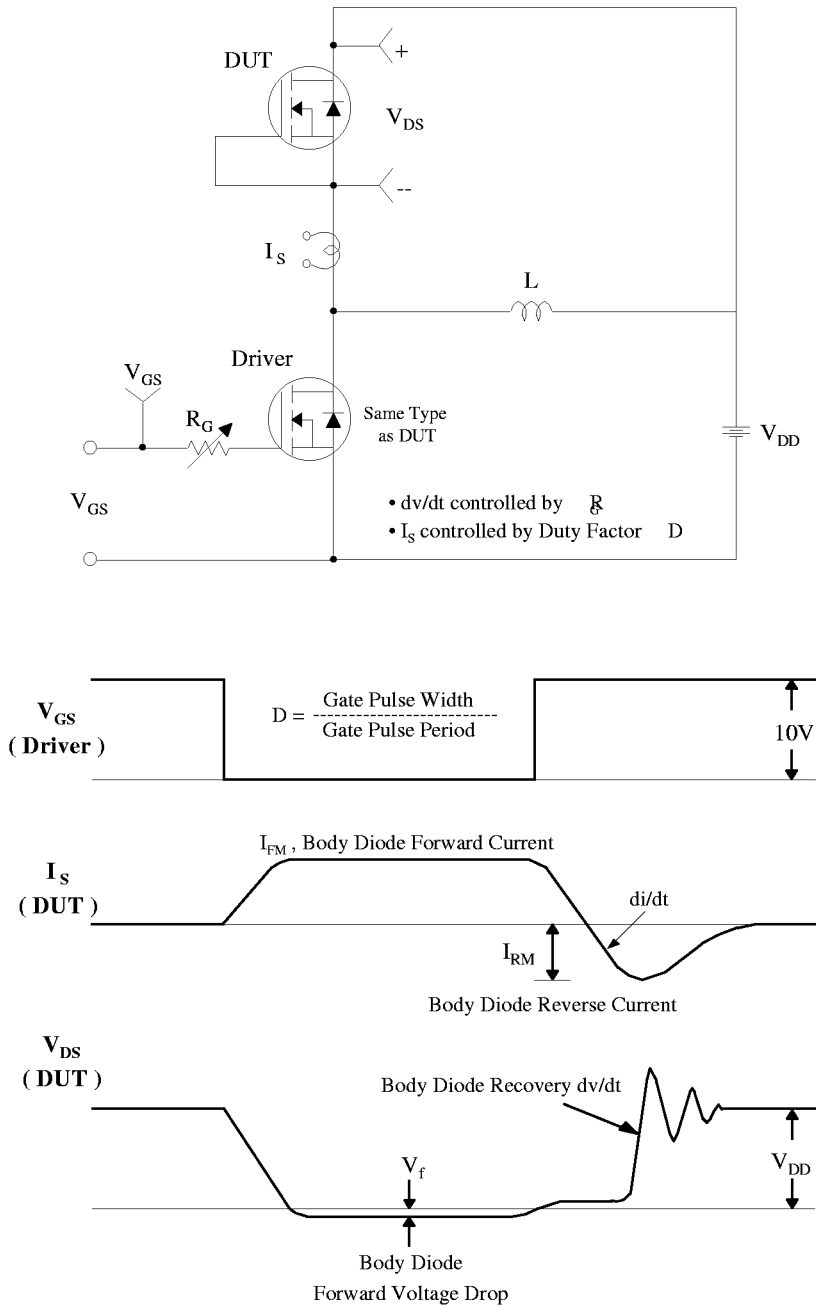 DUT
+
V_DS
--
I_S
L
Driver
V_GS
R_G
Same Type
as DUT
V_DD
V_GS
• dv/dt controlled by R_G
• I_S controlled by Duty Factor D
V_GS
( Driver )
D = Gate Pulse Width
--------------------------
Gate Pulse Period
10V
I_FM , Body Diode Forward Current
I_S
( DUT )
di/dt
I_RM
Body Diode Reverse Current
V_DS
( DUT )
Body Diode Recovery dv/dt
V_f
V_DD
Body Diode
Forward Voltage Drop